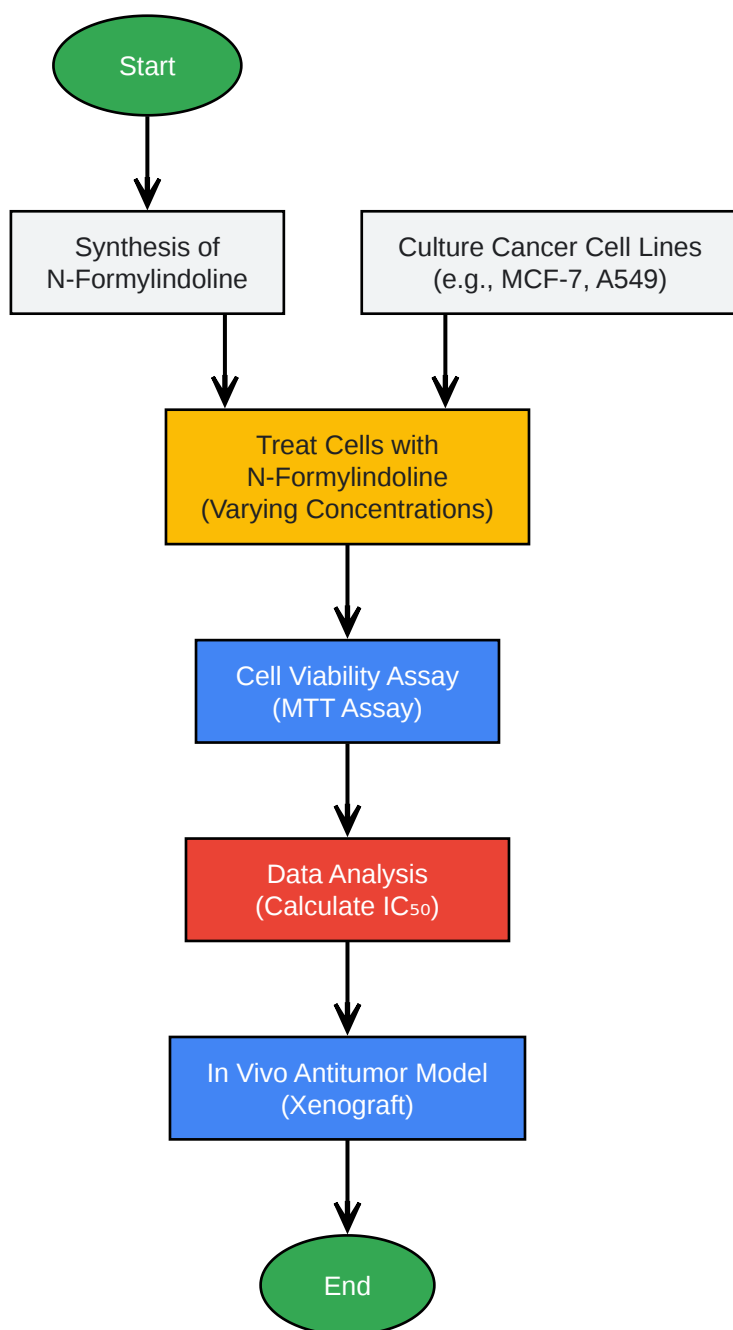 Start
Synthesis of
N-Formylindoline
Culture Cancer Cell Lines
(e.g., MCF-7, A549)
Treat Cells with
N-Formylindoline
(Varying Concentrations)
Cell Viability Assay
(MTT Assay)
Data Analysis
(Calculate IC₅₀)
In Vivo Antitumor Model
(Xenograft)
End